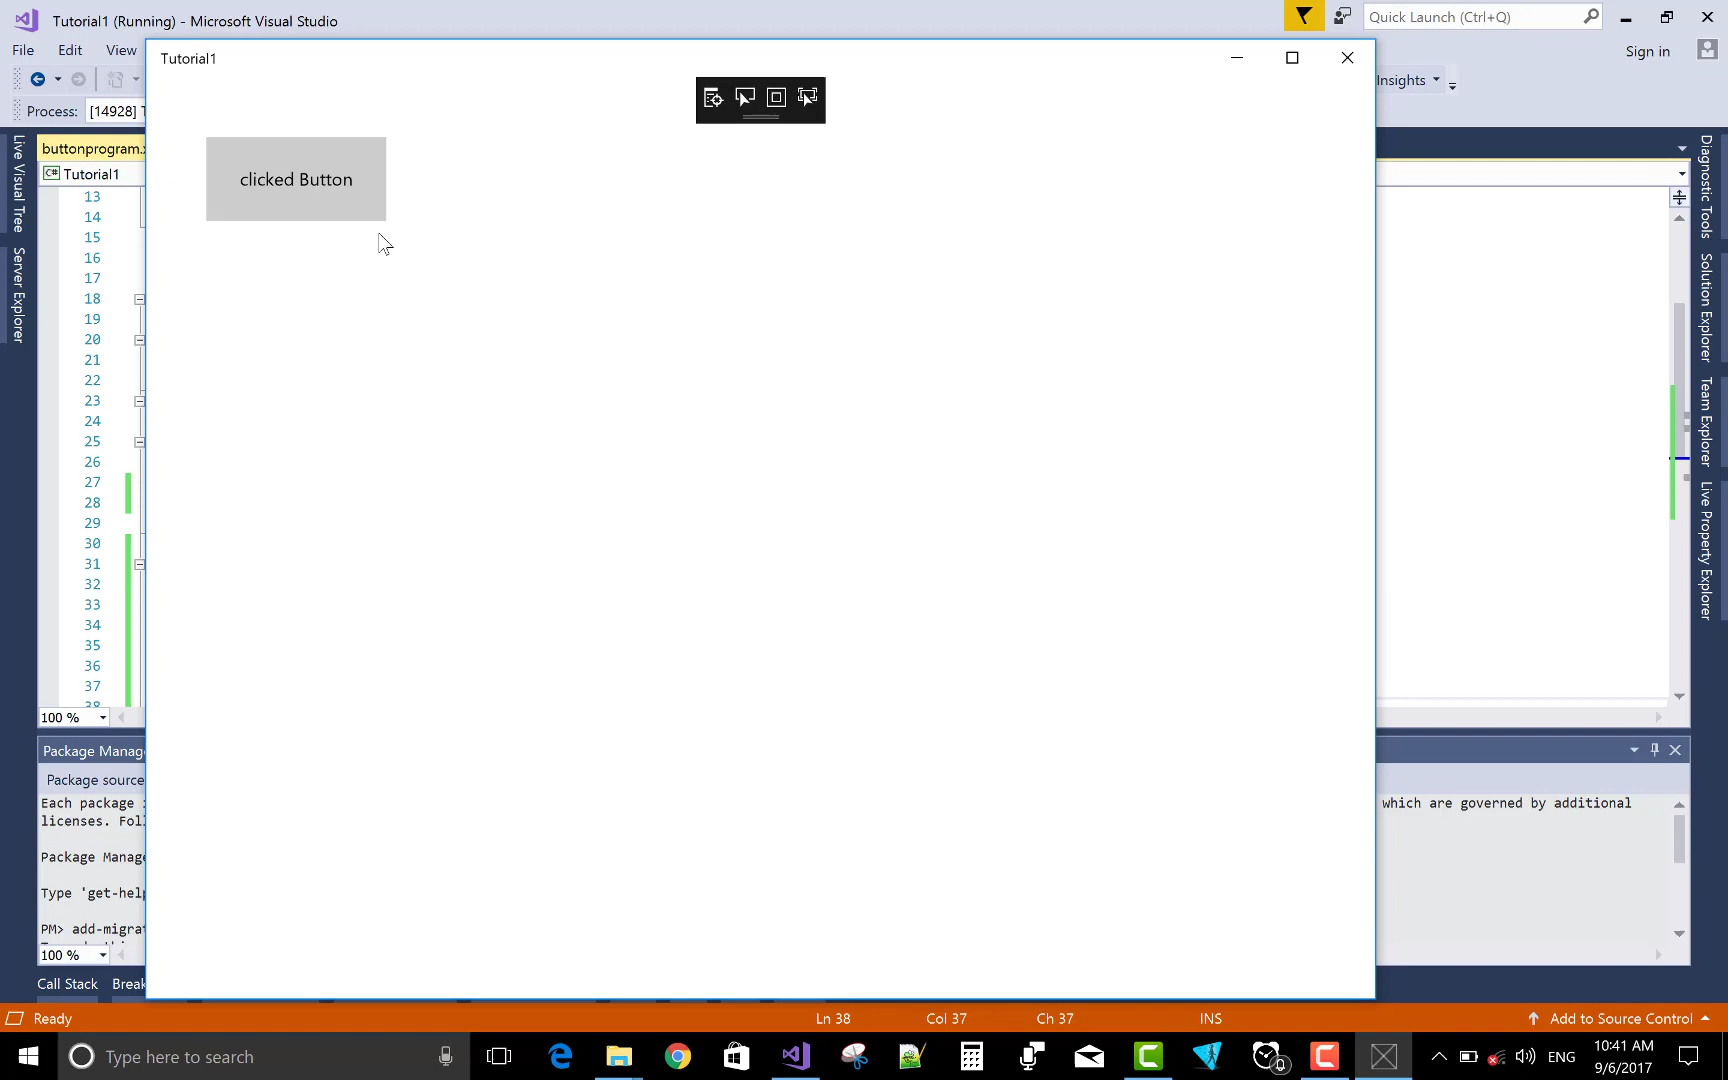 Tutorial1 (Running) - Microsoft Visual Studio
Quick Launch (Ctrl+Q)
File Edit View
Sign in
Tutorial1
Insights
Process: [14928]
clicked Button
buttonprogram.
C# Tutorial1
Live Visual Tree
Server Explorer
Diagnostic Tools
Solution Explorer
Team Explorer
Live Property Explorer
13
14
15
16
17
18
19
20
21
22
23
24
25
26
27
28
29
30
31
32
33
34
35
36
37
38
100 %
Package Manag
Package source
Each package
which are governed by additional
licenses. Fol
Package Manage
Type 'get-help
PM> add-migrat
100 %
Call Stack Break
Ready Ln 38 Col 37 Ch 37 INS Add to Source Control
Type here to search
ENG
10:41 AM
9/6/2017